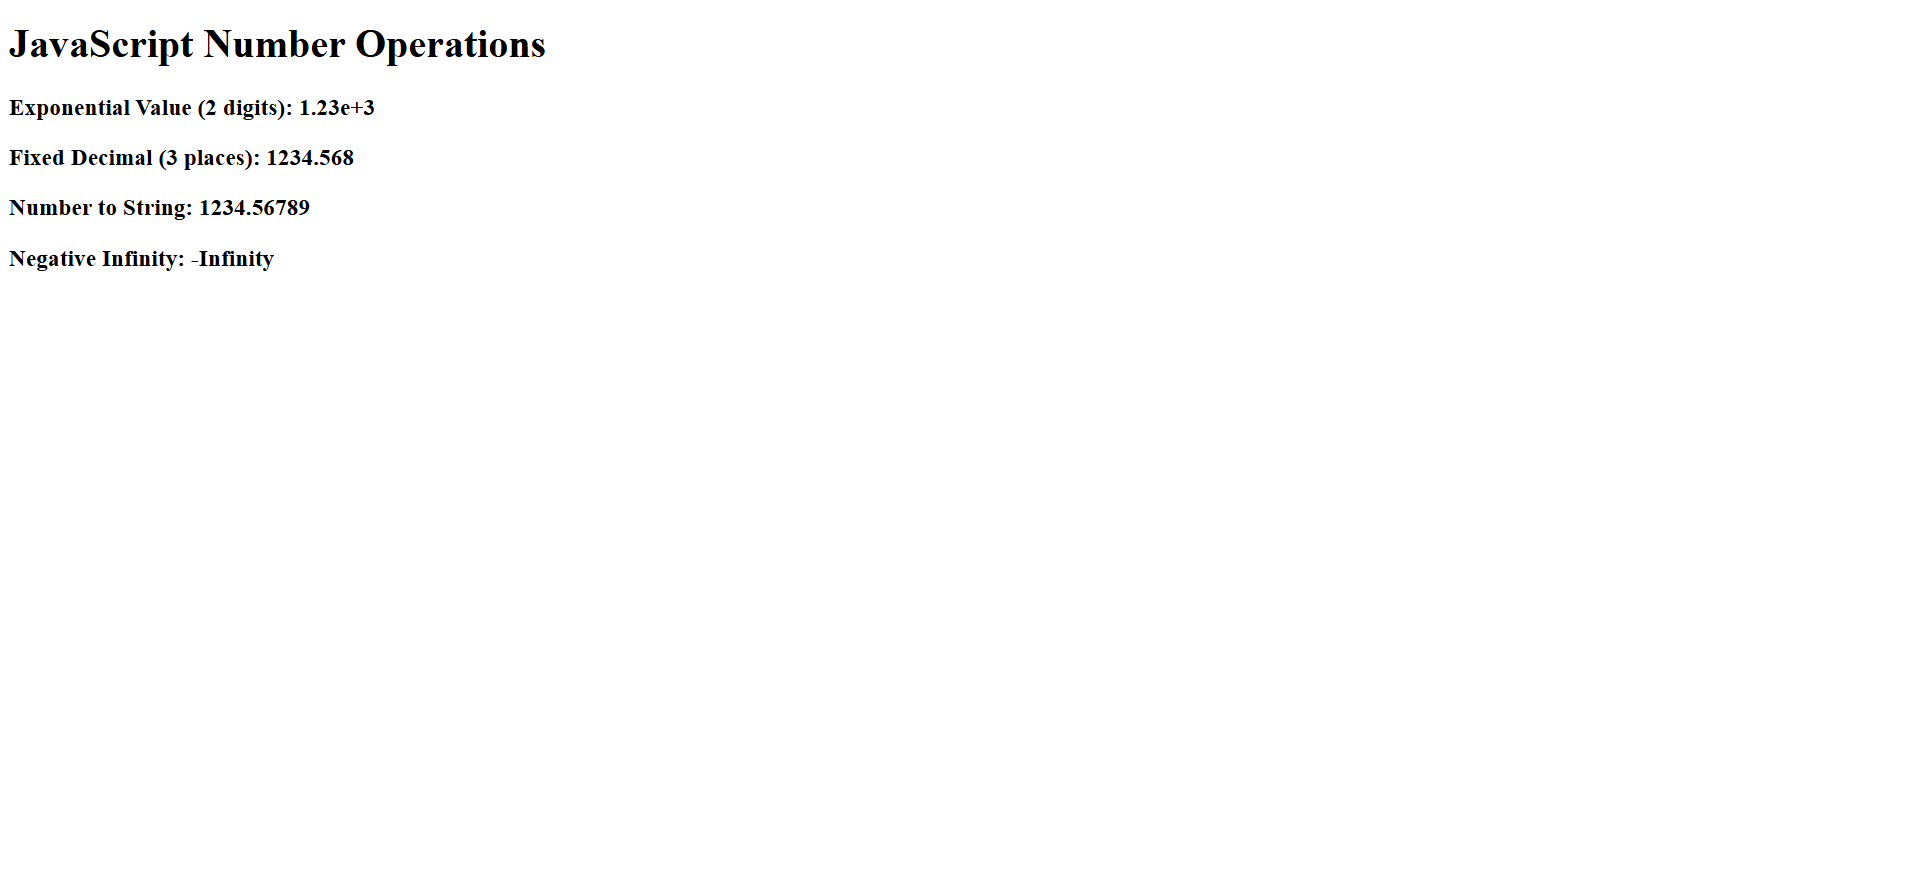 JavaScript Number Operations
Exponential Value (2 digits): 1.23e+3
Fixed Decimal (3 places): 1234.568
Number to String: 1234.56789
Negative Infinity: -Infinity